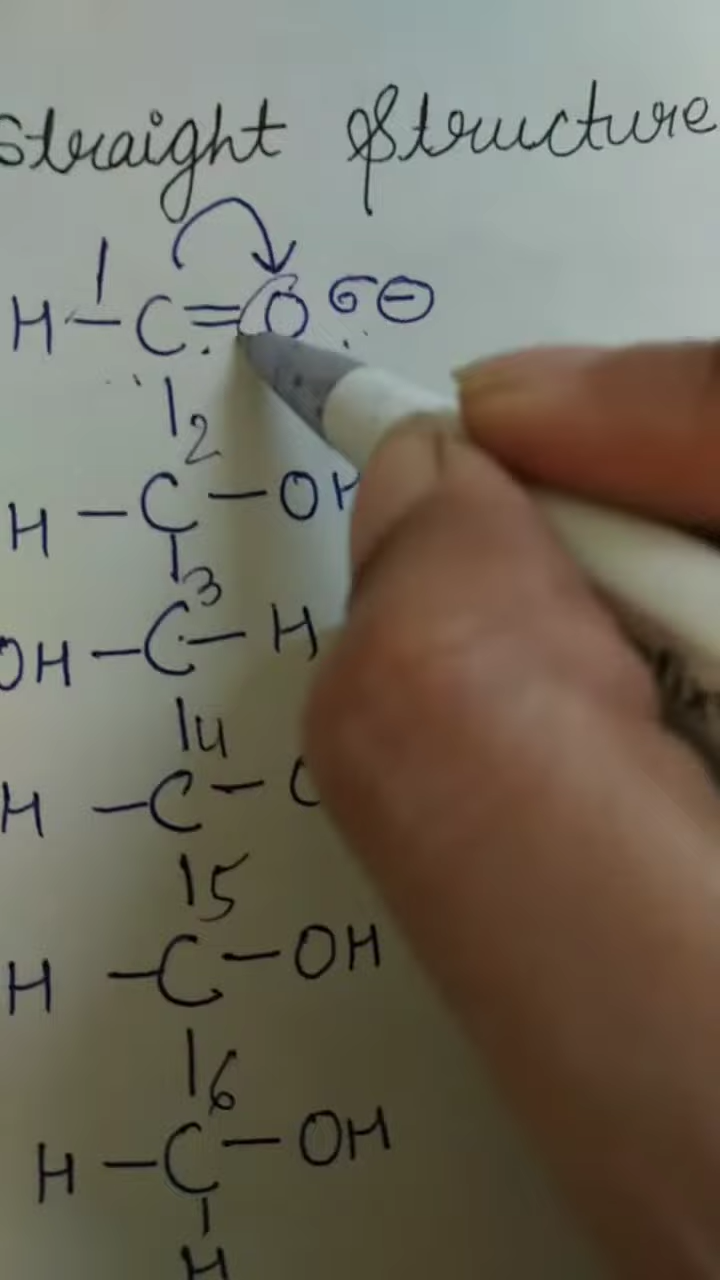 Straight Structure
1
H - C = O σ⊖
| 2
H - C - OH
| 3
OH - C - H
| 4
H - C -
| 5
H - C - OH
| 6
H - C - OH
|
H